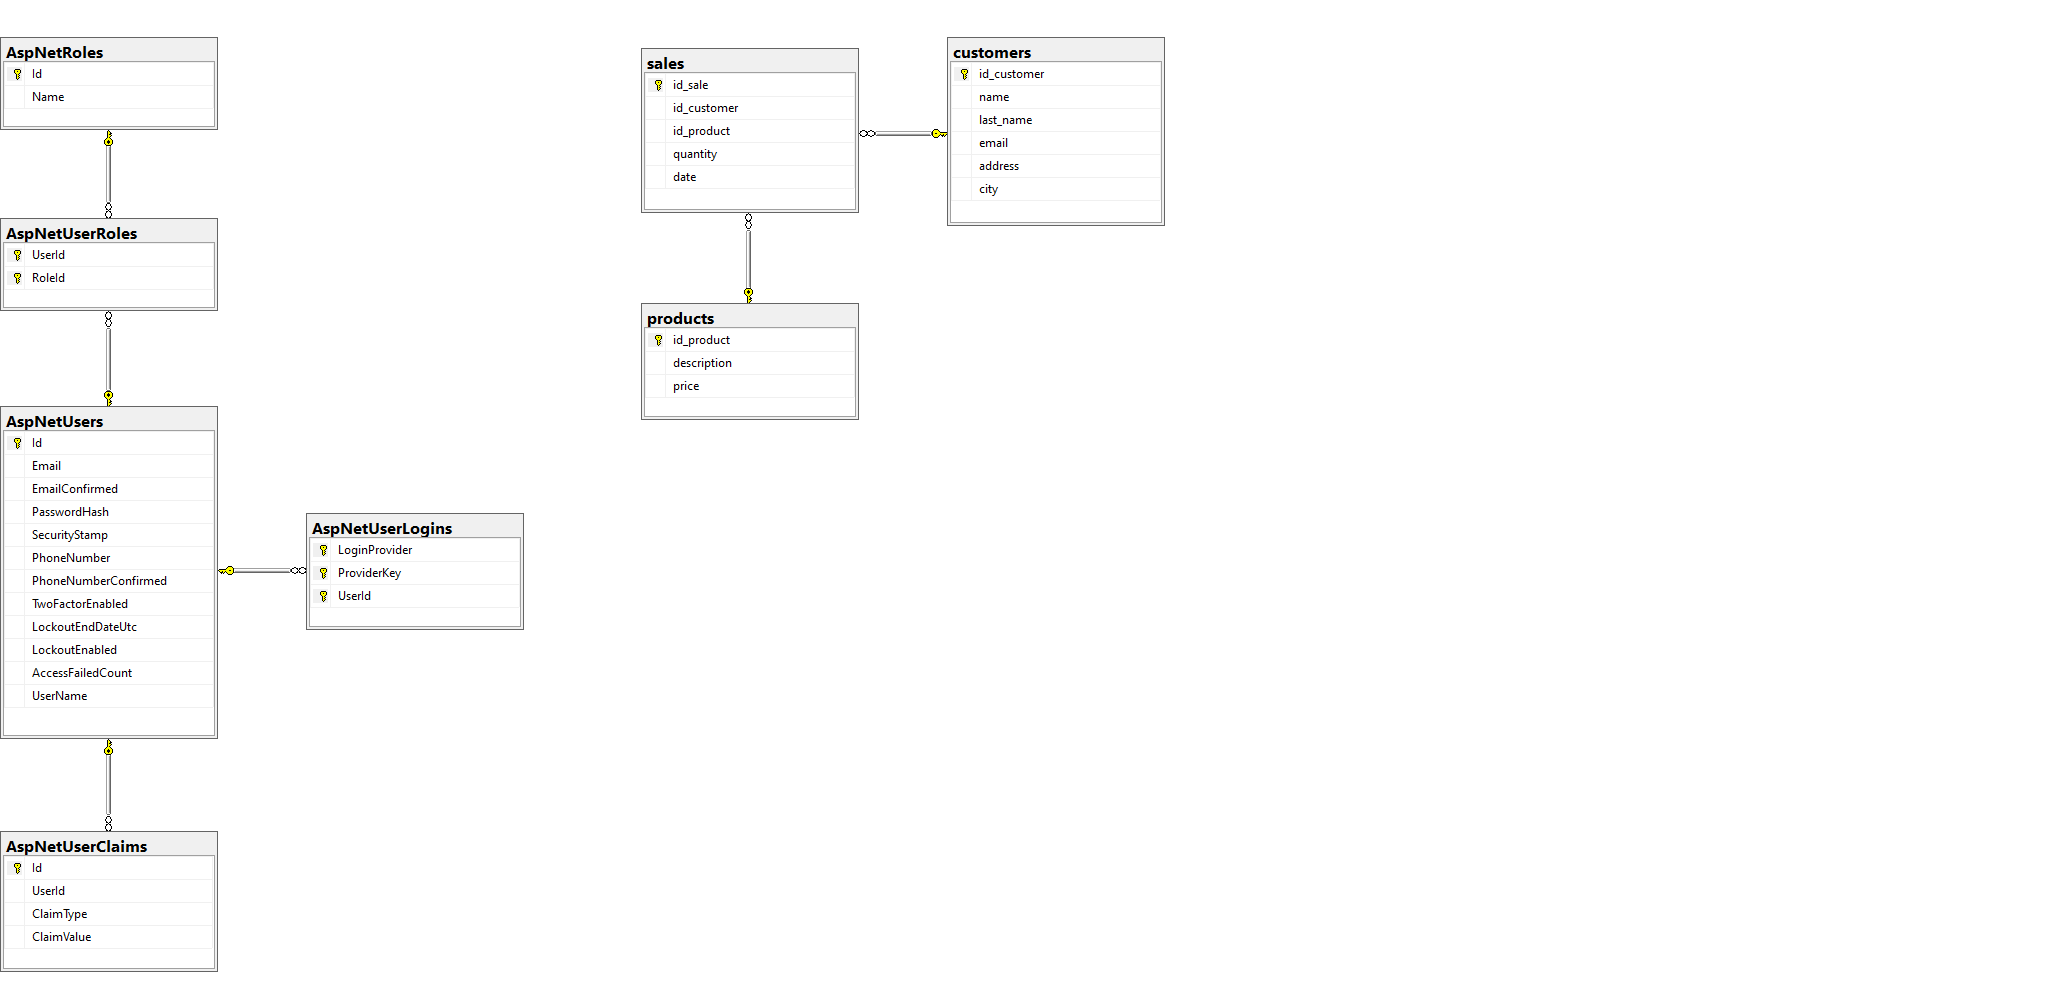 AspNetRoles
Id
Name
AspNetUserRoles
UserId
RoleId
AspNetUsers
Id
Email
EmailConfirmed
PasswordHash
SecurityStamp
PhoneNumber
PhoneNumberConfirmed
TwoFactorEnabled
LockoutEndDateUtc
LockoutEnabled
AccessFailedCount
UserName
AspNetUserClaims
Id
UserId
ClaimType
ClaimValue
AspNetUserLogins
LoginProvider
ProviderKey
UserId
sales
id_sale
id_customer
id_product
quantity
date
products
id_product
description
price
customers
id_customer
name
last_name
email
address
city